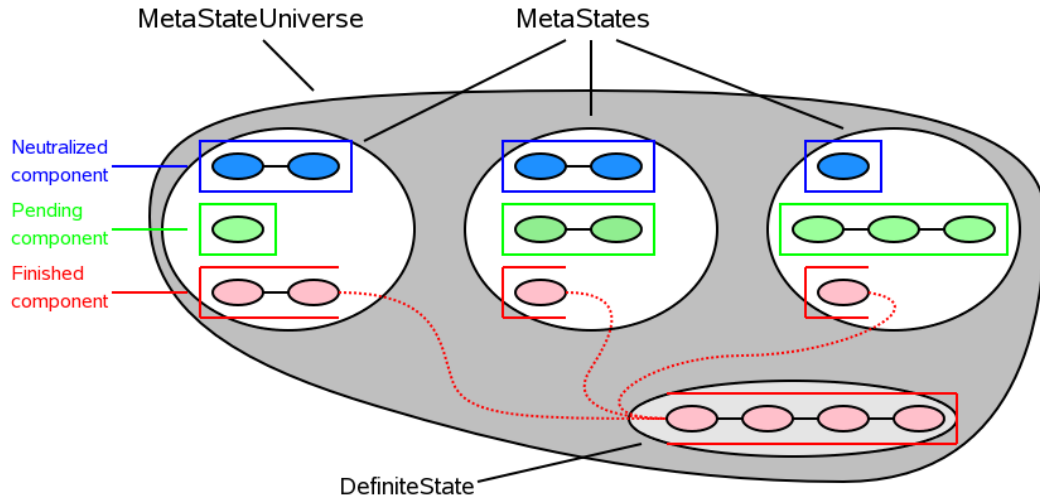 MetaStateUniverse
MetaStates
Neutralized
component
Pending
component
Finished
component
DefiniteState